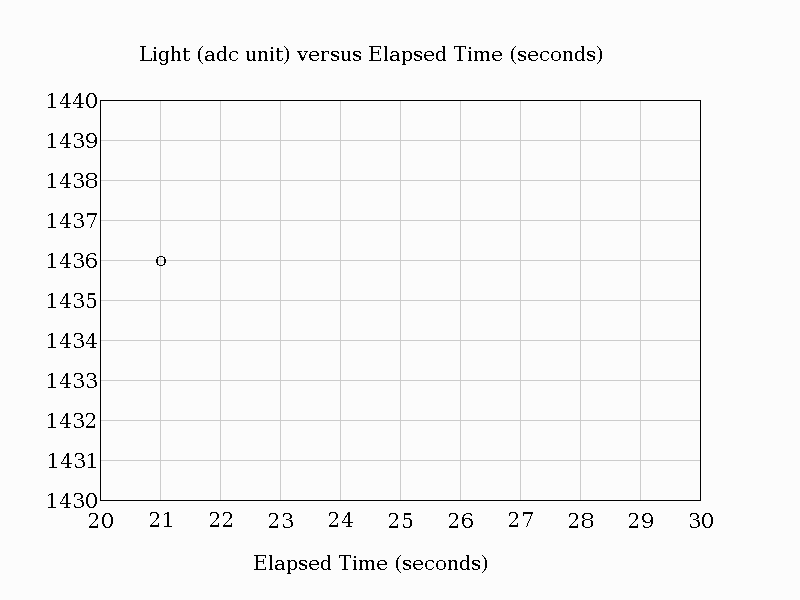 Light (adc unit) versus Elapsed Time (seconds)
1440
1439
1438
1437
1436
o
1435
1434
1433
1432
1431
1430
20 21 22 23 24 25 26 27 28 29 30
Elapsed Time (seconds)